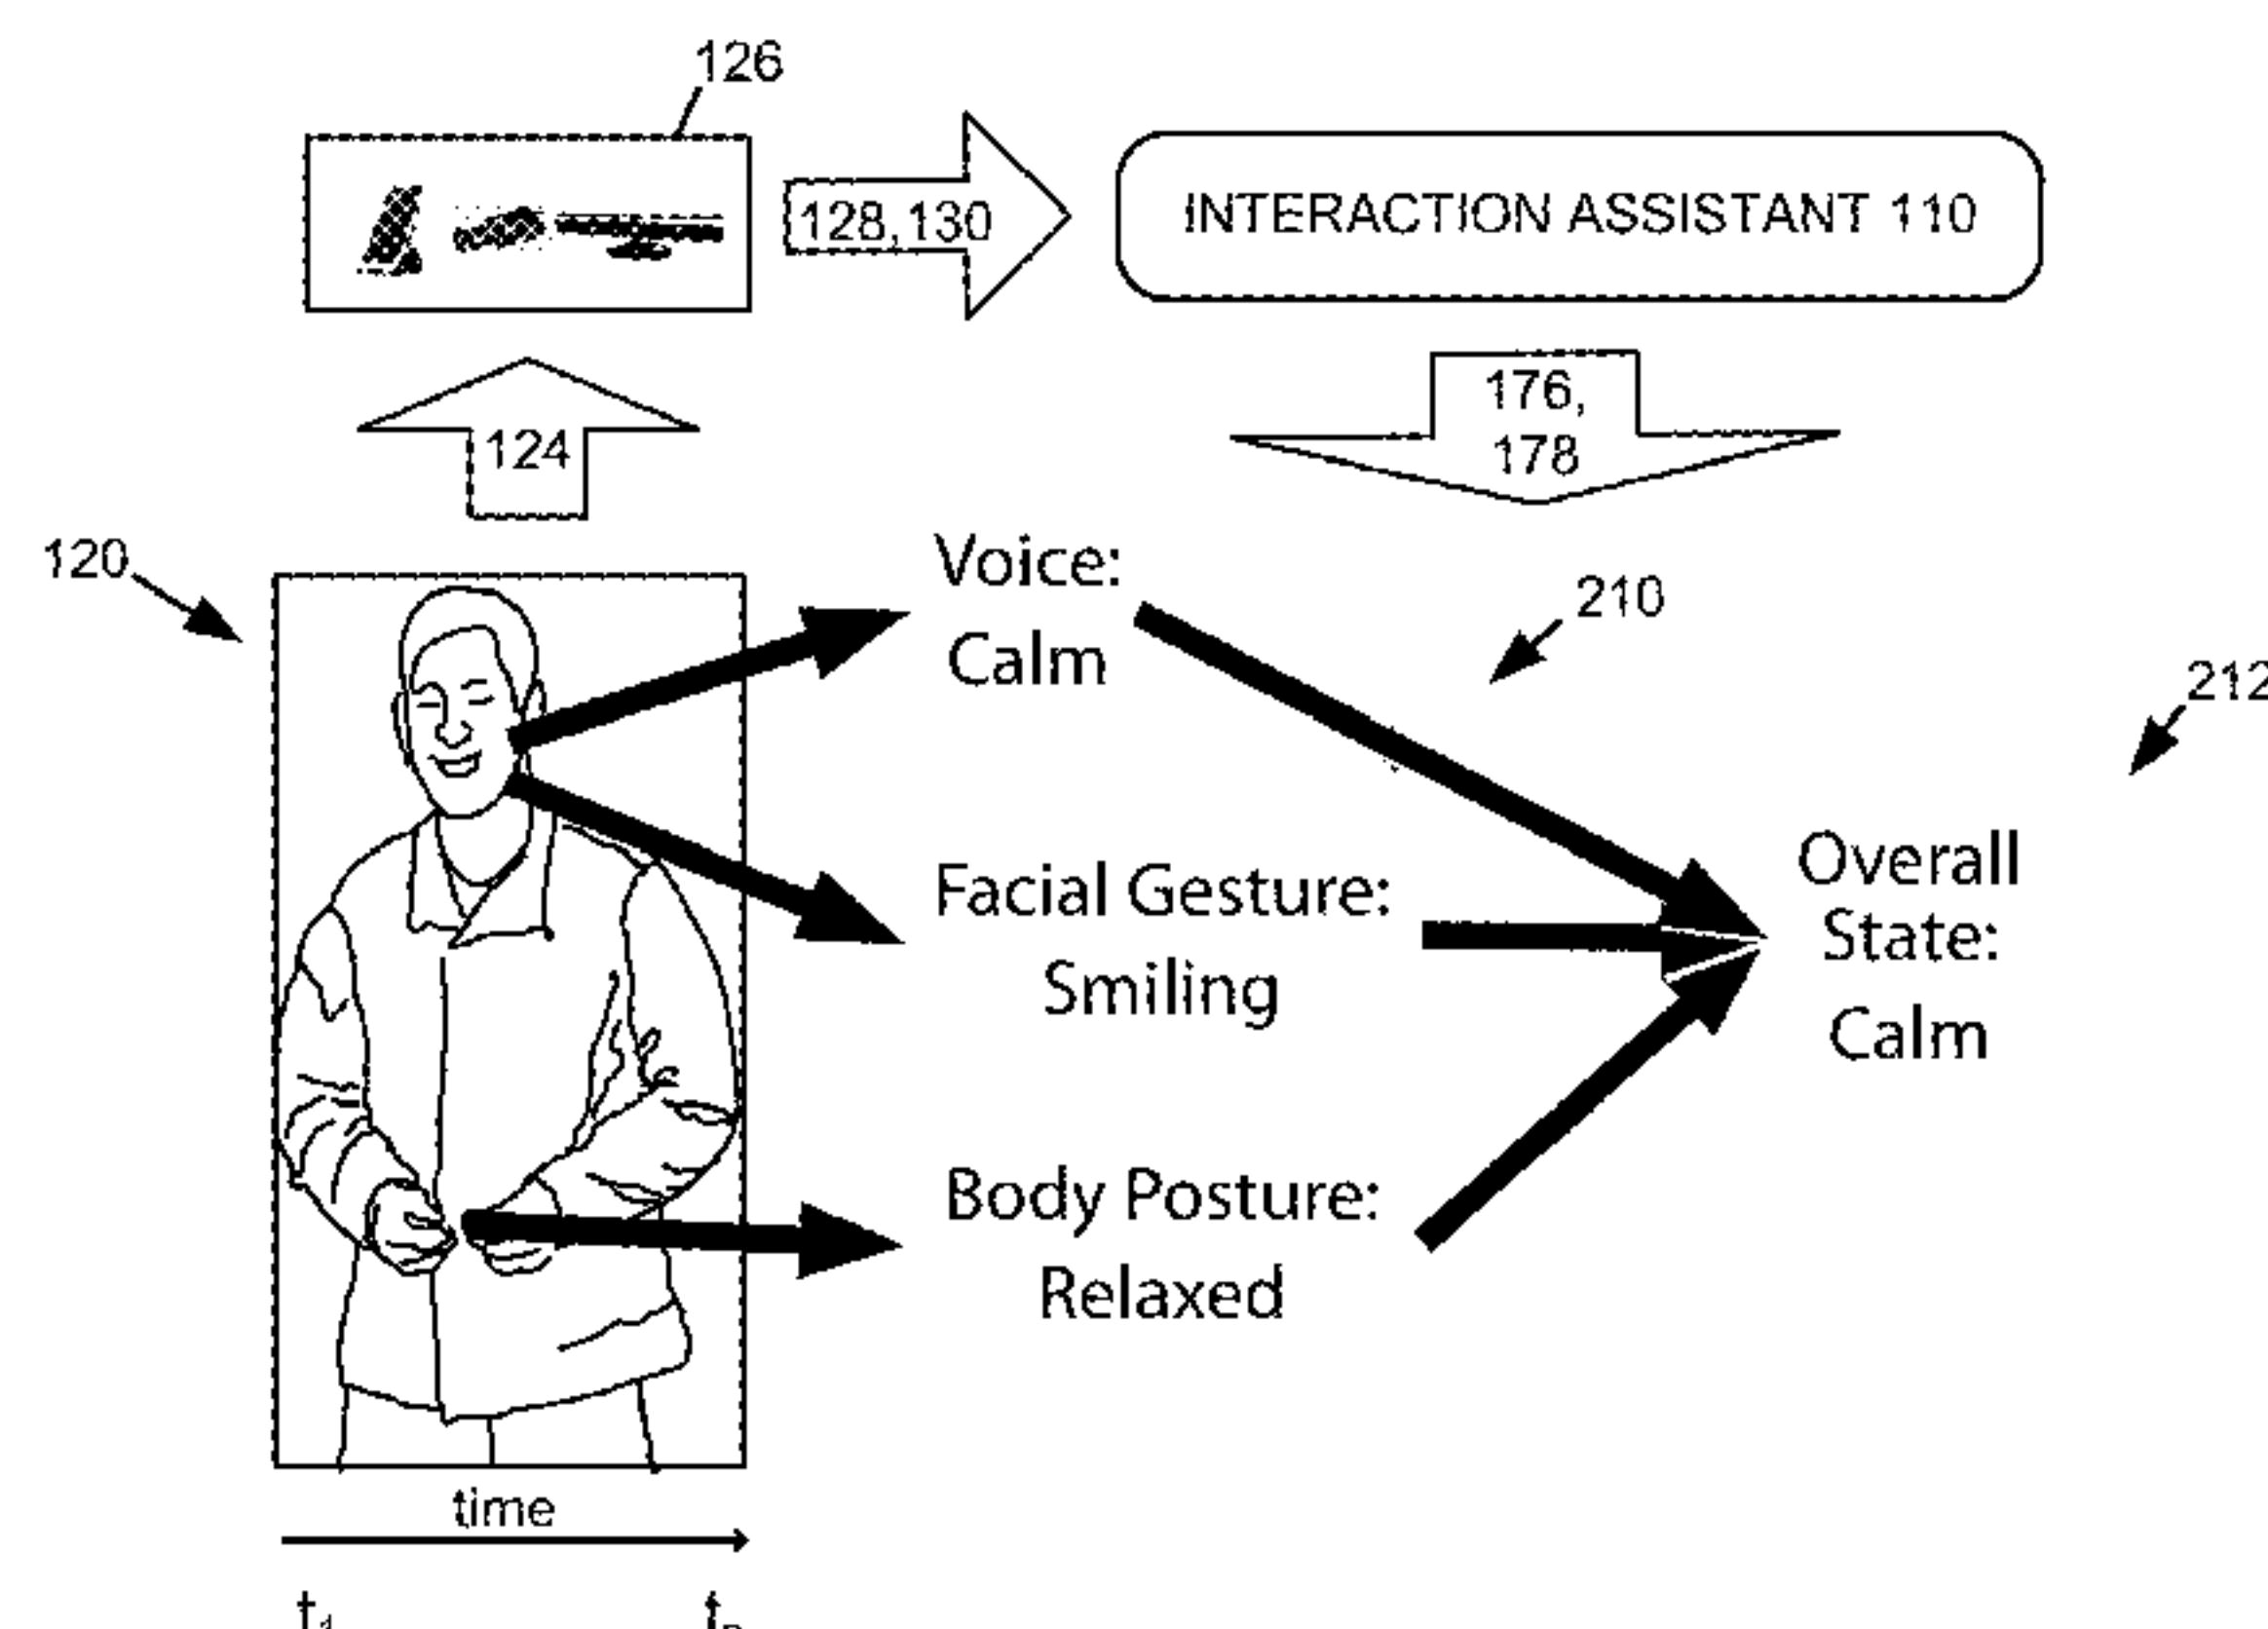 126
128,130
INTERACTION ASSISTANT 110
124
176,
178
120
Voice:
Calm
210
212
Facial Gesture:
Smiling
Overall
State:
Calm
Body Posture:
Relaxed
time